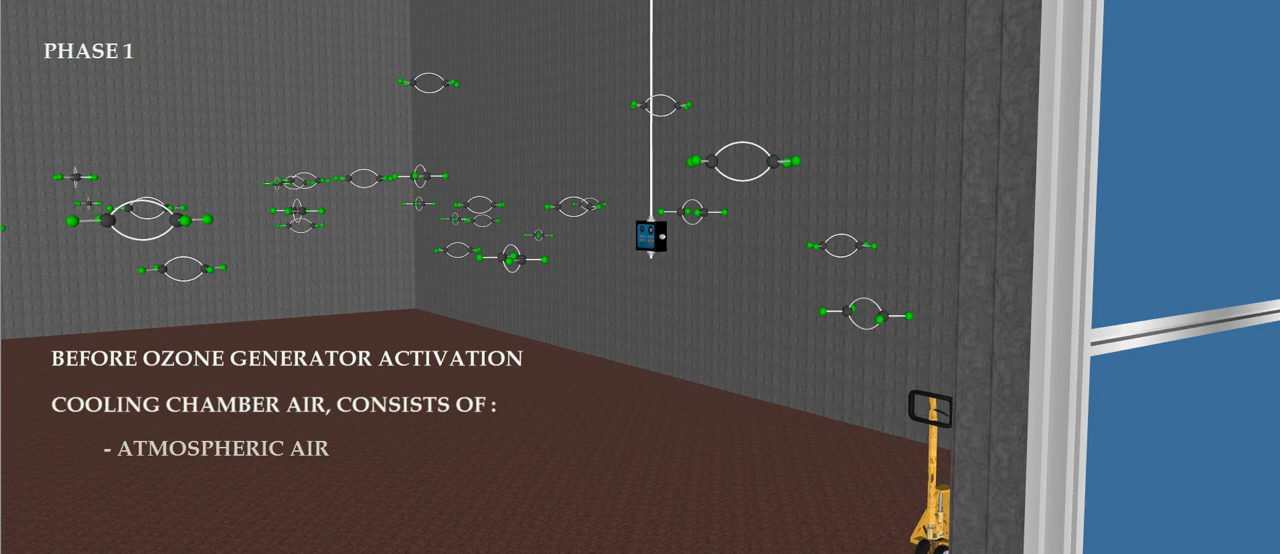 PHASE 1
BEFORE OZONE GENERATOR ACTIVATION
COOLING CHAMBER AIR, CONSISTS OF :
- ATMOSPHERIC AIR